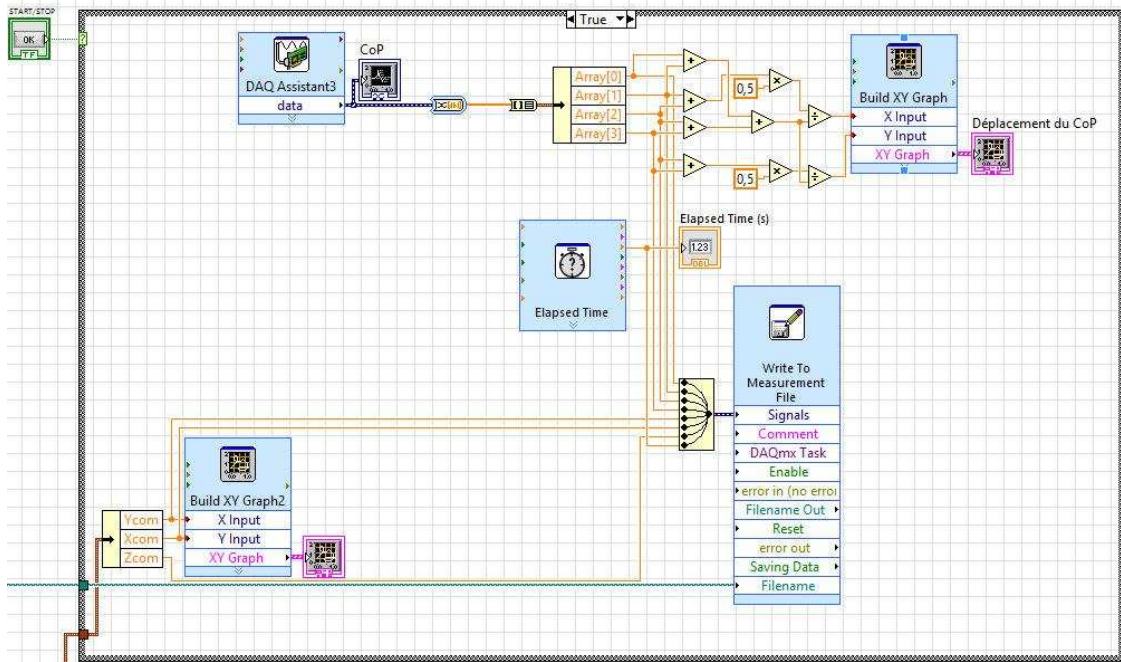 START/STOP
OK
TF
?
True
DAQ Assistant3
data
CoP
Array[0]
Array[1]
Array[2]
Array[3]
+
+
+
+
+
0,5
×
÷
0,5
×
÷
Build XY Graph
X Input
Y Input
XY Graph
Déplacement du CoP
Elapsed Time
?
Elapsed Time (s)
1.23
DBL
Write To
Measurement
File
Signals
Comment
DAQmx Task
Enable
error in (no error
Filename Out
Reset
error out
Saving Data
Filename
Build XY Graph2
X Input
Y Input
XY Graph
Ycom
Xcom
Zcom